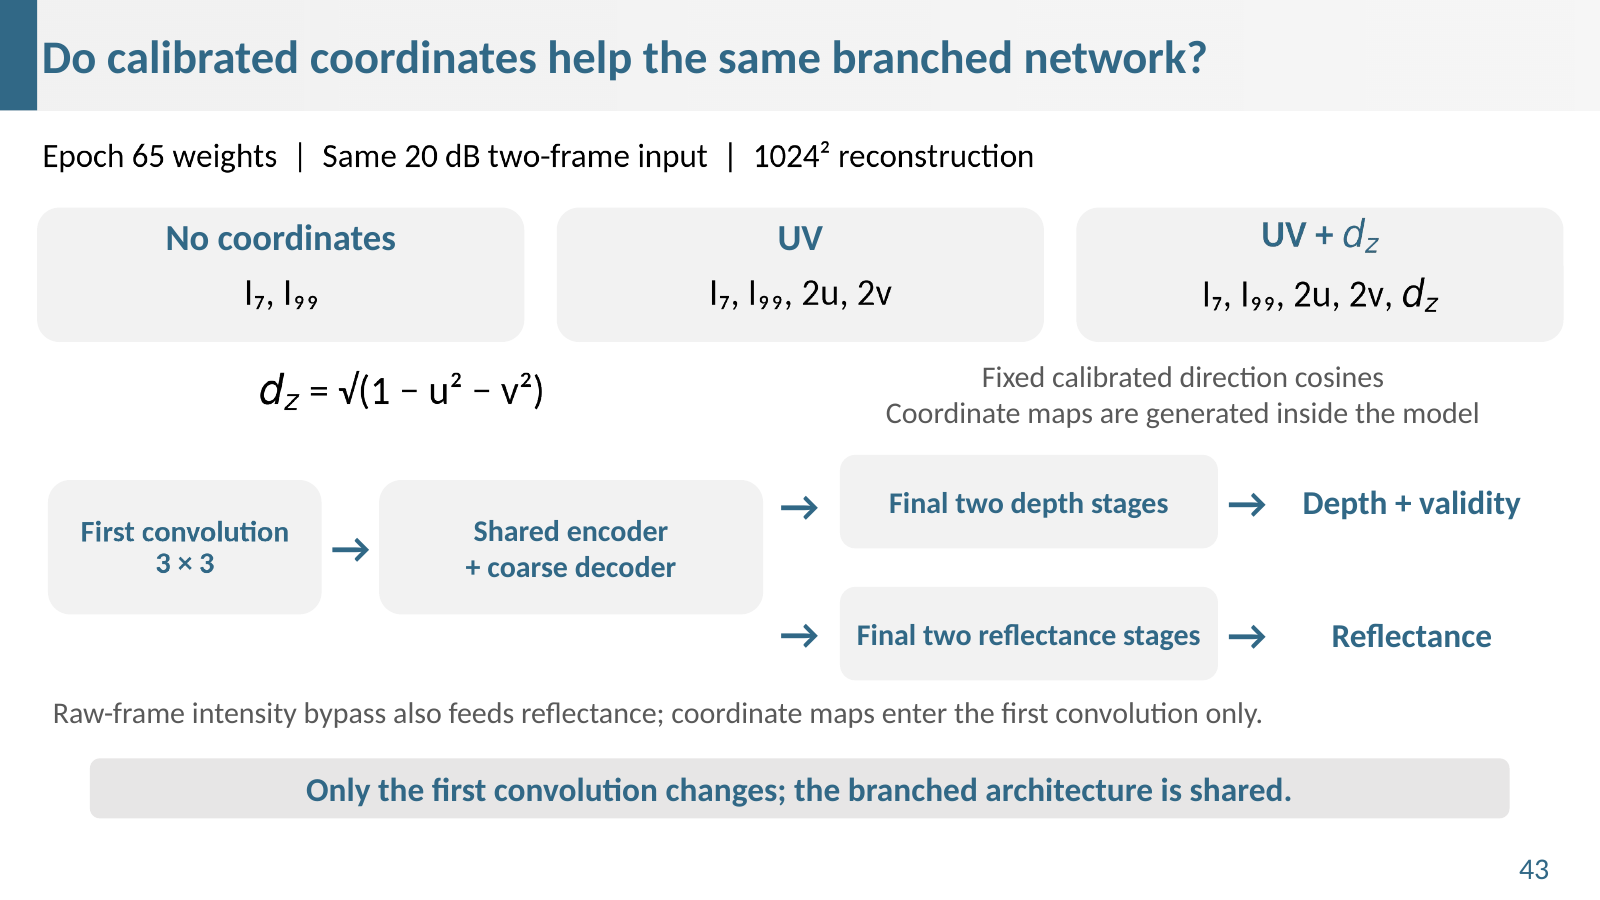 Do calibrated coordinates help the same branched network?
Epoch 65 weights | Same 20 dB two-frame input | 1024² reconstruction
No coordinates
I₇, I₉₉
UV
I₇, I₉₉, 2u, 2v
UV + d_z
I₇, I₉₉, 2u, 2v, d_z
d_z = √(1 − u² − v²)
Fixed calibrated direction cosines
Coordinate maps are generated inside the model
First convolution
3 × 3
→
Shared encoder
+ coarse decoder
→
Final two depth stages
→
Depth + validity
→
Final two reflectance stages
→
Reflectance
Raw-frame intensity bypass also feeds reflectance; coordinate maps enter the first convolution only.
Only the first convolution changes; the branched architecture is shared.
43